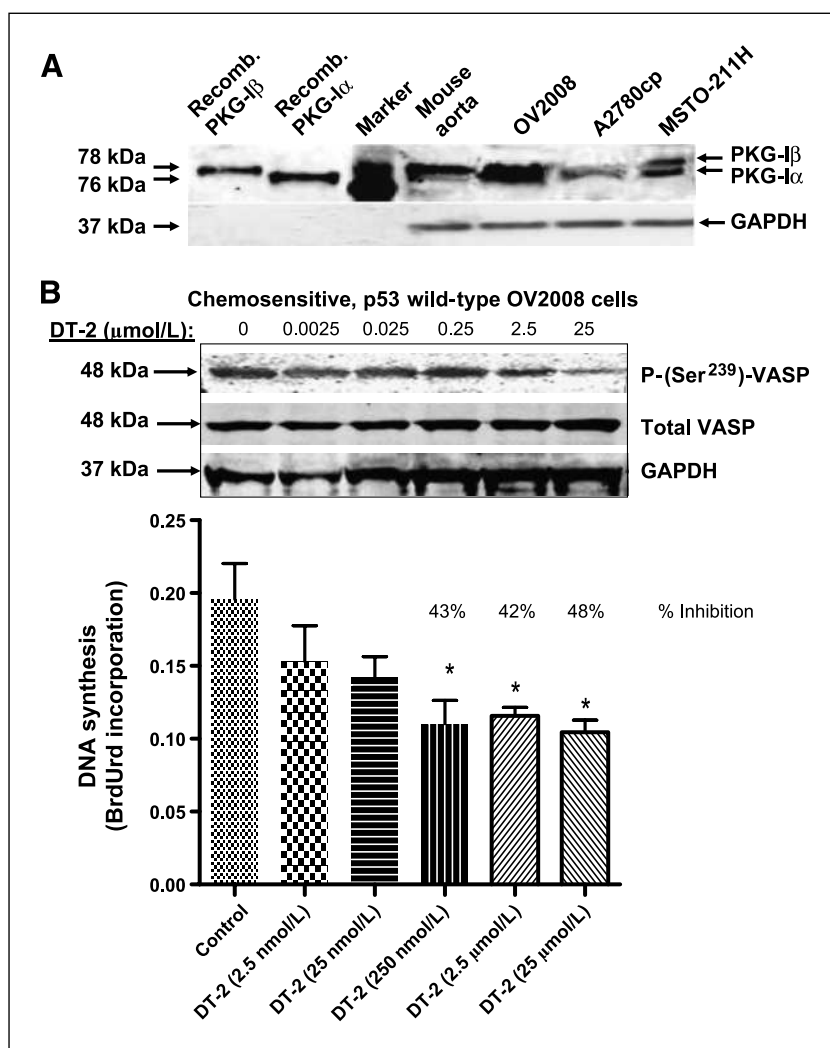 A
Recomb.
PKG-Iβ
Recomb.
PKG-Iα
Marker
Mouse
aorta
OV2008
A2780cp
MSTO-211H
78 kDa
76 kDa
PKG-Iβ
PKG-Iα
37 kDa
GAPDH
B
Chemosensitive, p53 wild-type OV2008 cells
DT-2 (μmol/L): 0 0.0025 0.025 0.25 2.5 25
48 kDa P-(Ser239)-VASP
48 kDa Total VASP
37 kDa GAPDH
DNA synthesis
(BrdUrd incorporation)
0.25
0.20
0.15
0.10
0.05
0.00
43% 42% 48% % Inhibition
* * *
Control
DT-2 (2.5 nmol/L)
DT-2 (25 nmol/L)
DT-2 (250 nmol/L)
DT-2 (2.5 μmol/L)
DT-2 (25 μmol/L)